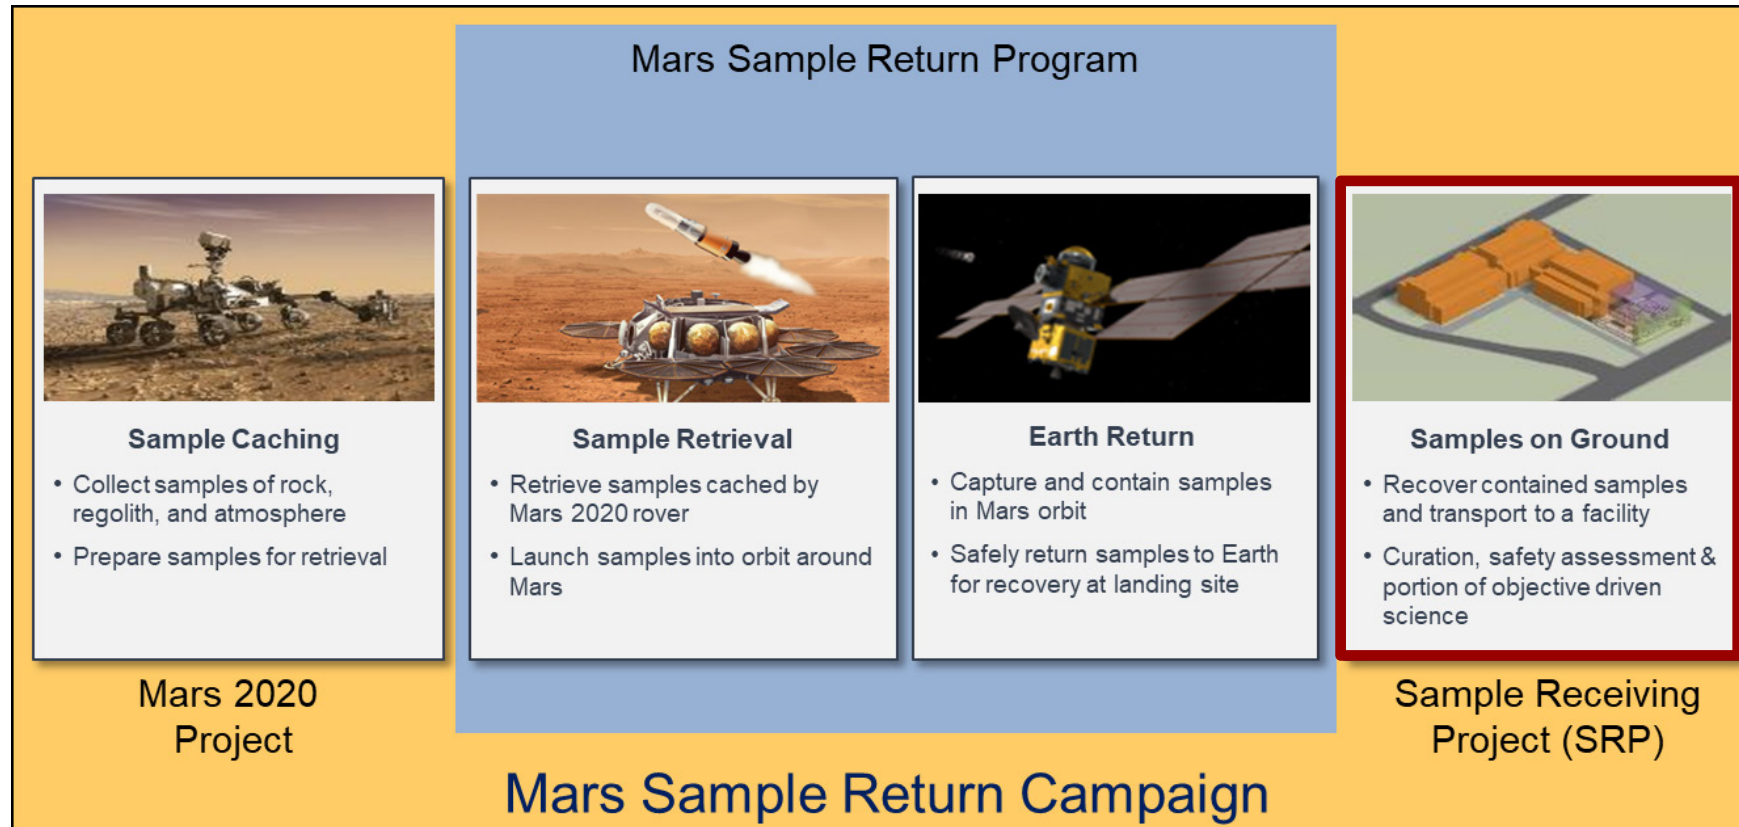 Mars Sample Return Program
Sample Caching
• Collect samples of rock,
regolith, and atmosphere
• Prepare samples for retrieval
Mars 2020
Project
Sample Retrieval
• Retrieve samples cached by
Mars 2020 rover
• Launch samples into orbit around
Mars
Earth Return
• Capture and contain samples
in Mars orbit
• Safely return samples to Earth
for recovery at landing site
Samples on Ground
• Recover contained samples
and transport to a facility
• Curation, safety assessment &
portion of objective driven
science
Sample Receiving
Project (SRP)
Mars Sample Return Campaign